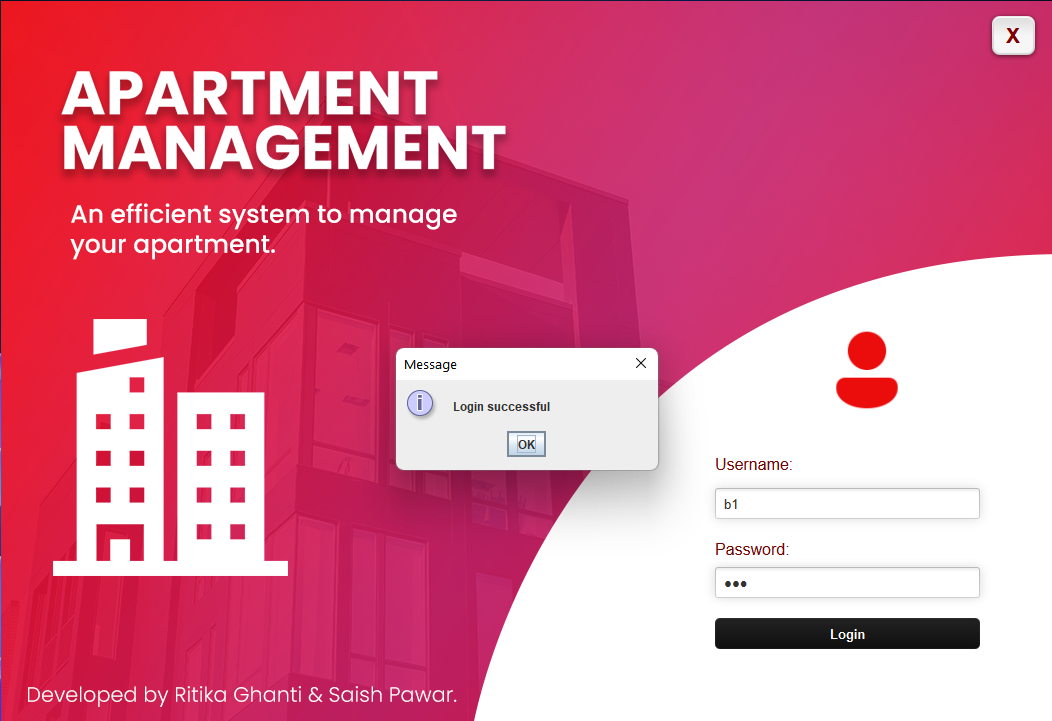 X
APARTMENT
MANAGEMENT
An efficient system to manage
your apartment.
Message
i
Login successful
OK
Username:
b1
Password:
•••
Login
Developed by Ritika Ghanti & Saish Pawar.